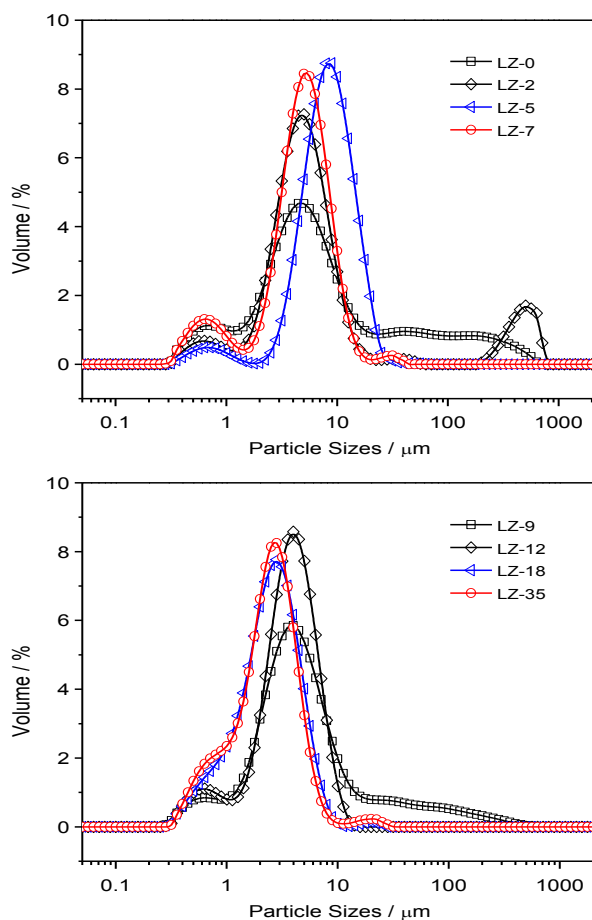 10
8
6
4
2
0
Volume / %
LZ-0
LZ-2
LZ-5
LZ-7
0.1 1 10 100 1000
Particle Sizes / μm
10
8
6
4
2
0
Volume / %
LZ-9
LZ-12
LZ-18
LZ-35
0.1 1 10 100 1000
Particle Sizes / μm